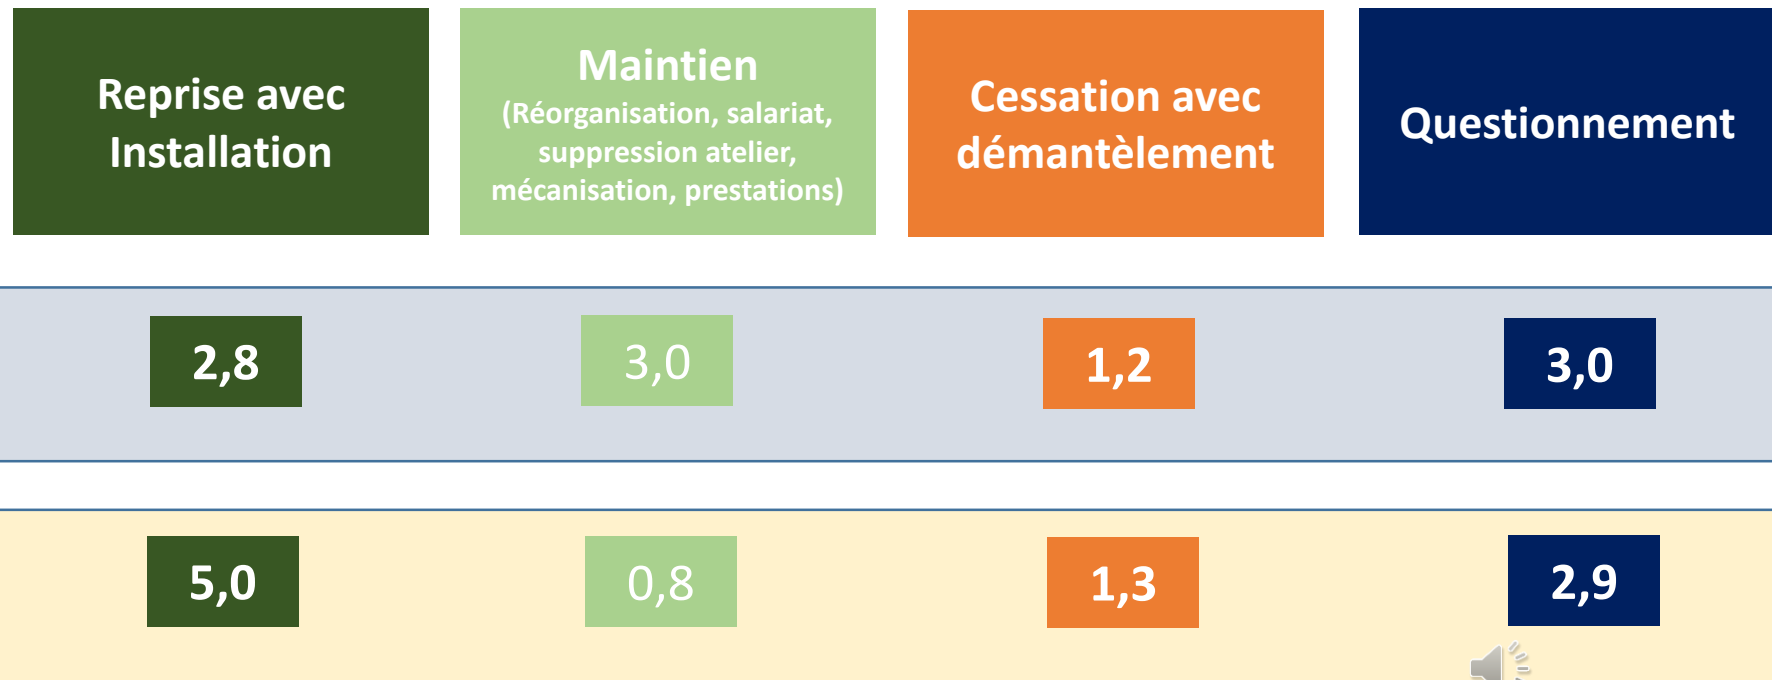 Reprise avec
Installation
Maintien
(Réorganisation, salariat,
suppression atelier,
mécanisation, prestations)
Cessation avec
démantèlement
Questionnement
2,8
3,0
1,2
3,0
5,0
0,8
1,3
2,9